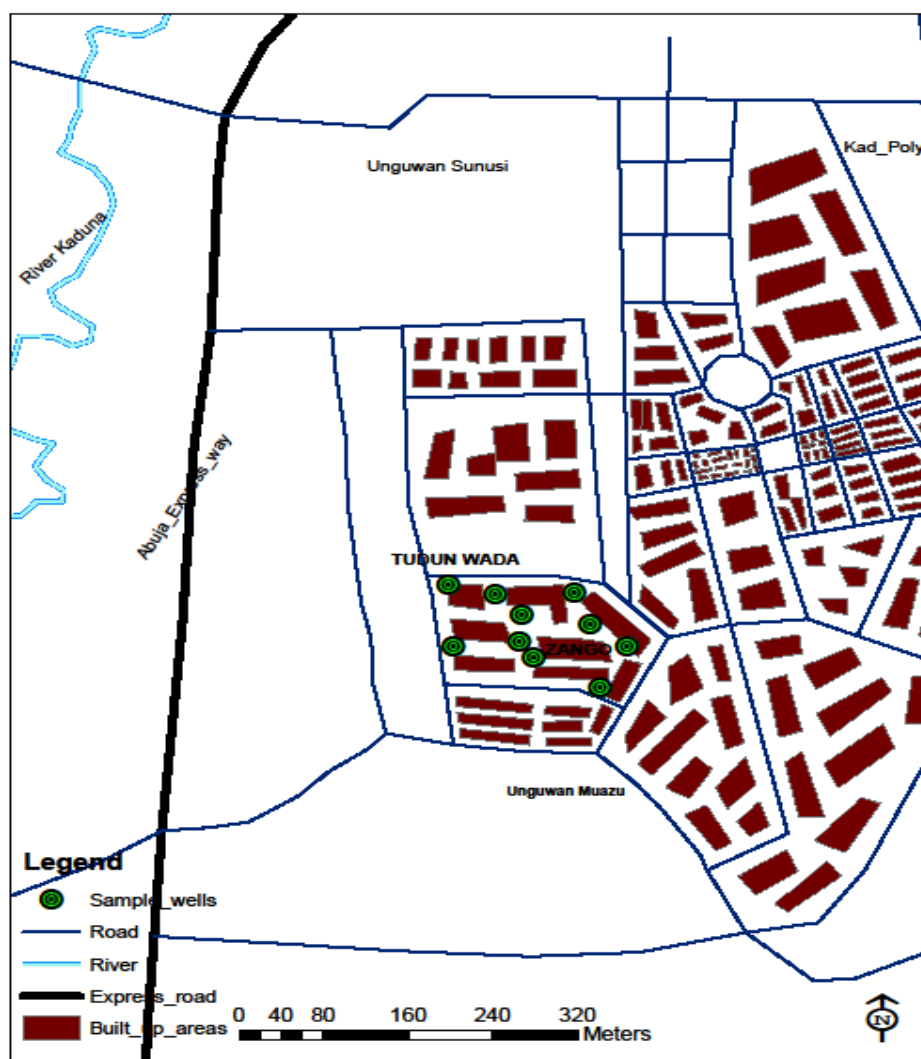 Unguwan Sunusi
Kad_Poly
River Kaduna
Abuja_Express_way
TUDUN WADA
ZANGO
Unguwan Muazu
Legend
Sample_wells
Road
River
Express_road
Built_up_areas
0 40 80 160 240 320
Meters
N